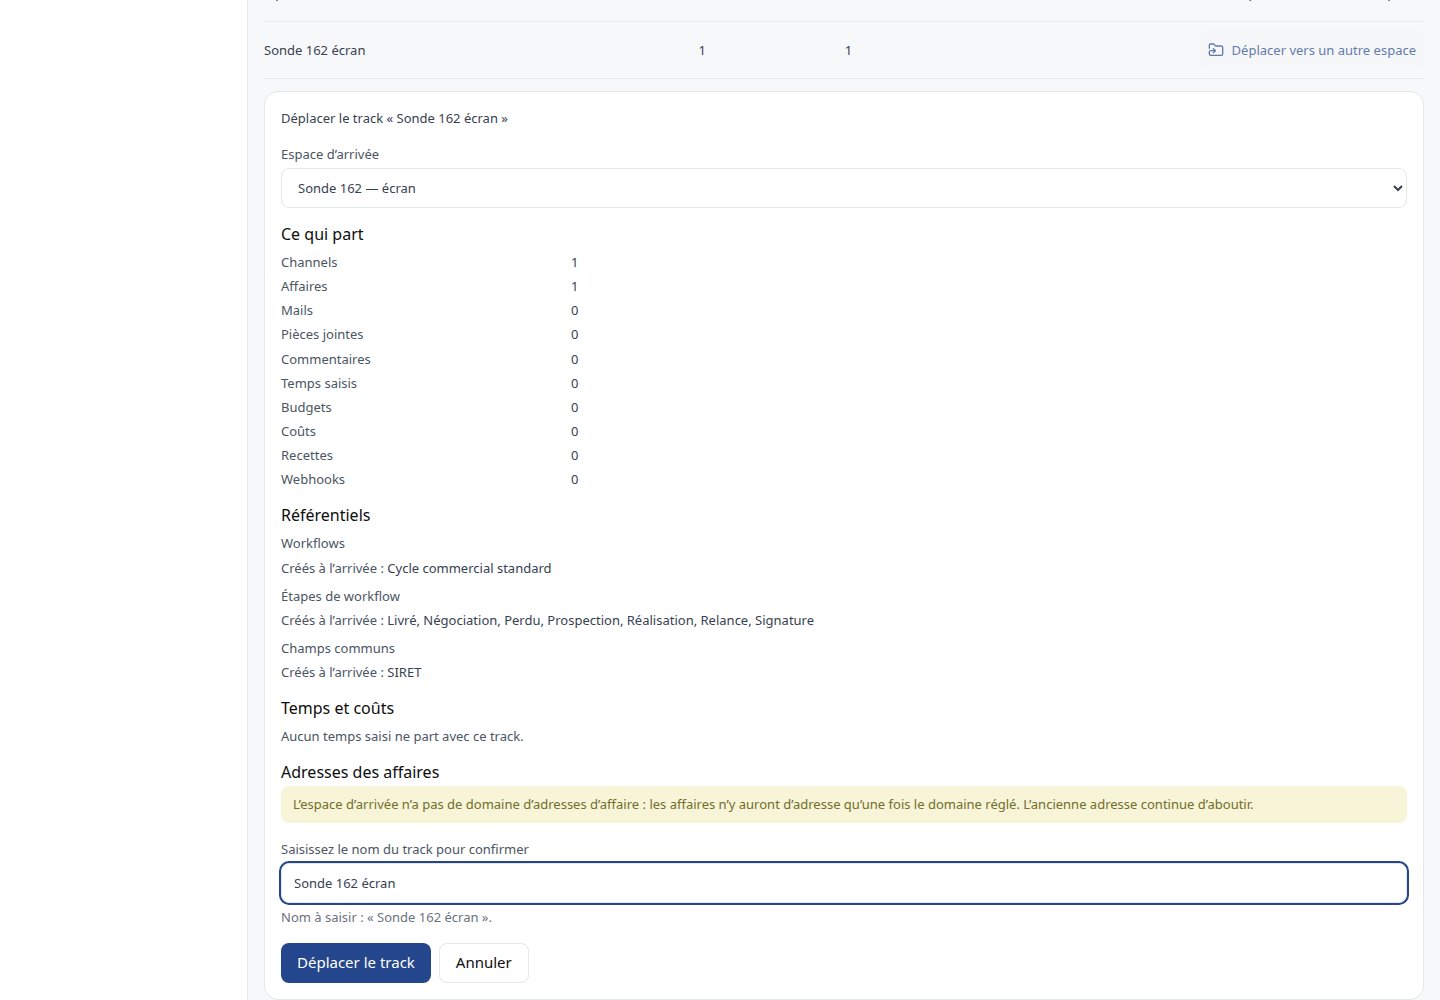 Sonde 162 écran 1 1 Déplacer vers un autre espace
Déplacer le track « Sonde 162 écran »
Espace d’arrivée
Sonde 162 — écran
Ce qui part
Channels 1
Affaires 1
Mails 0
Pièces jointes 0
Commentaires 0
Temps saisis 0
Budgets 0
Coûts 0
Recettes 0
Webhooks 0
Référentiels
Workflows
Créés à l’arrivée : Cycle commercial standard
Étapes de workflow
Créés à l’arrivée : Livré, Négociation, Perdu, Prospection, Réalisation, Relance, Signature
Champs communs
Créés à l’arrivée : SIRET
Temps et coûts
Aucun temps saisi ne part avec ce track.
Adresses des affaires
L’espace d’arrivée n’a pas de domaine d’adresses d’affaire : les affaires n’y auront d’adresse qu’une fois le domaine réglé. L’ancienne adresse continue d’aboutir.
Saisissez le nom du track pour confirmer
Sonde 162 écran
Nom à saisir : « Sonde 162 écran ».
Déplacer le track Annuler